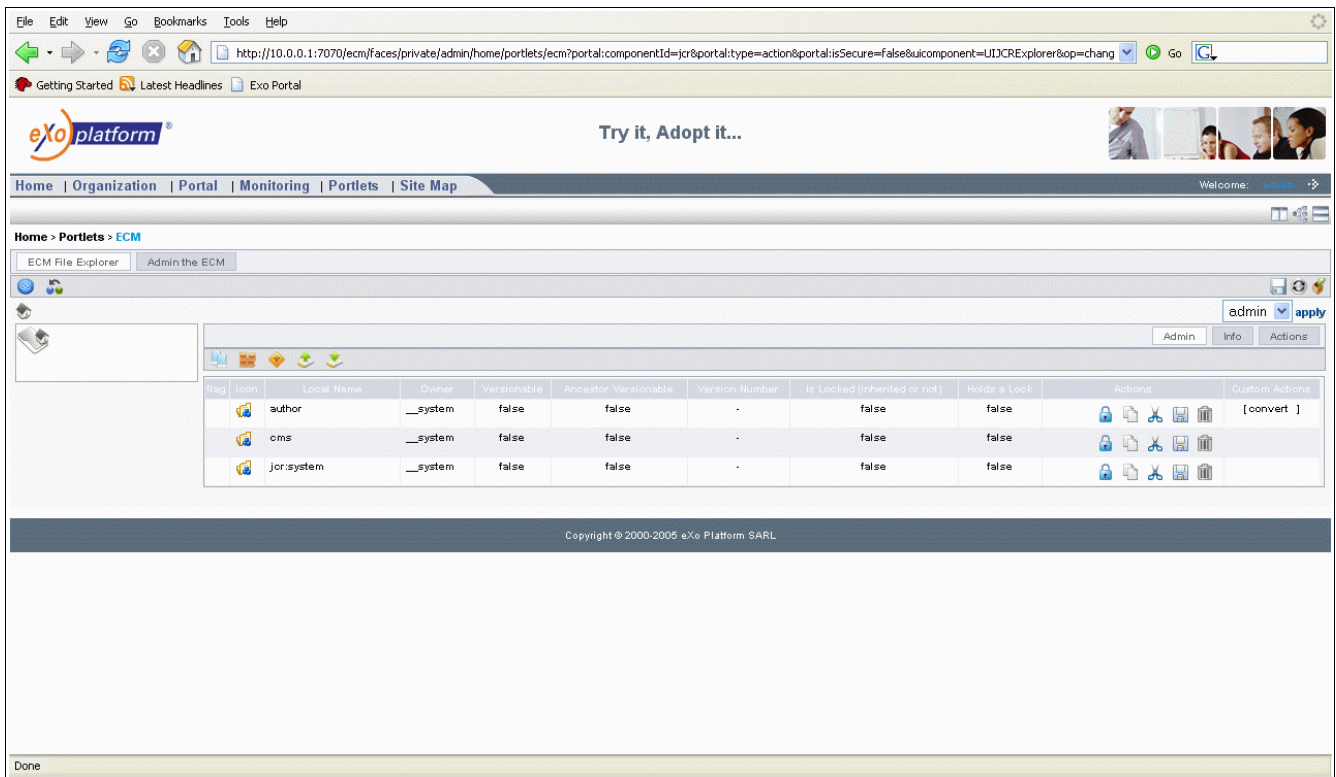 File Edit View Go Bookmarks Tools Help
http://10.0.0.1:7070/ecm/faces/private/admin/home/portlets/ecm?portal:componentId=jcr&portal:type=action&portal:isSecure=false&uicomponent=UIJCRExplorer&op=chang Go G
Getting Started Latest Headlines Exo Portal
eXo platform ® Try it, Adopt it...
Home | Organization | Portal | Monitoring | Portlets | Site Map Welcome: admin
Home > Portlets > ECM
ECM File Explorer Admin the ECM
admin apply
Admin Info Actions
flag icon Local Name Owner Versionable Ancestor Versionable Version Number Is Locked (inherited or not) Holds a Lock Actions Custom Actions
author __system false false - false false [ convert ]
cms __system false false - false false
jcr:system __system false false - false false
Copyright © 2000-2005 eXo Platform SARL
Done